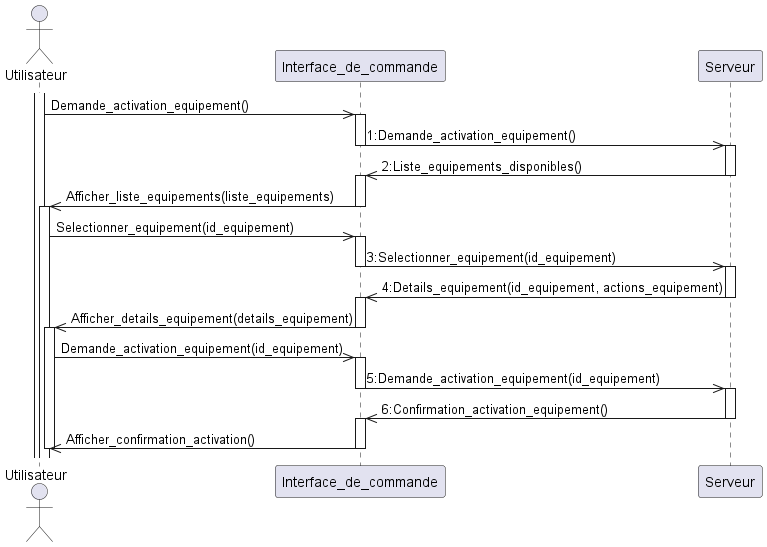 Utilisateur
Interface_de_commande
Serveur
Demande_activation_equipement()
1:Demande_activation_equipement()
2:Liste_equipements_disponibles()
Afficher_liste_equipements(liste_equipements)
Selectionner_equipement(id_equipement)
3:Selectionner_equipement(id_equipement)
4:Details_equipement(id_equipement, actions_equipement)
Afficher_details_equipement(details_equipement)
Demande_activation_equipement(id_equipement)
5:Demande_activation_equipement(id_equipement)
6:Confirmation_activation_equipement()
Afficher_confirmation_activation()
Utilisateur
Interface_de_commande
Serveur